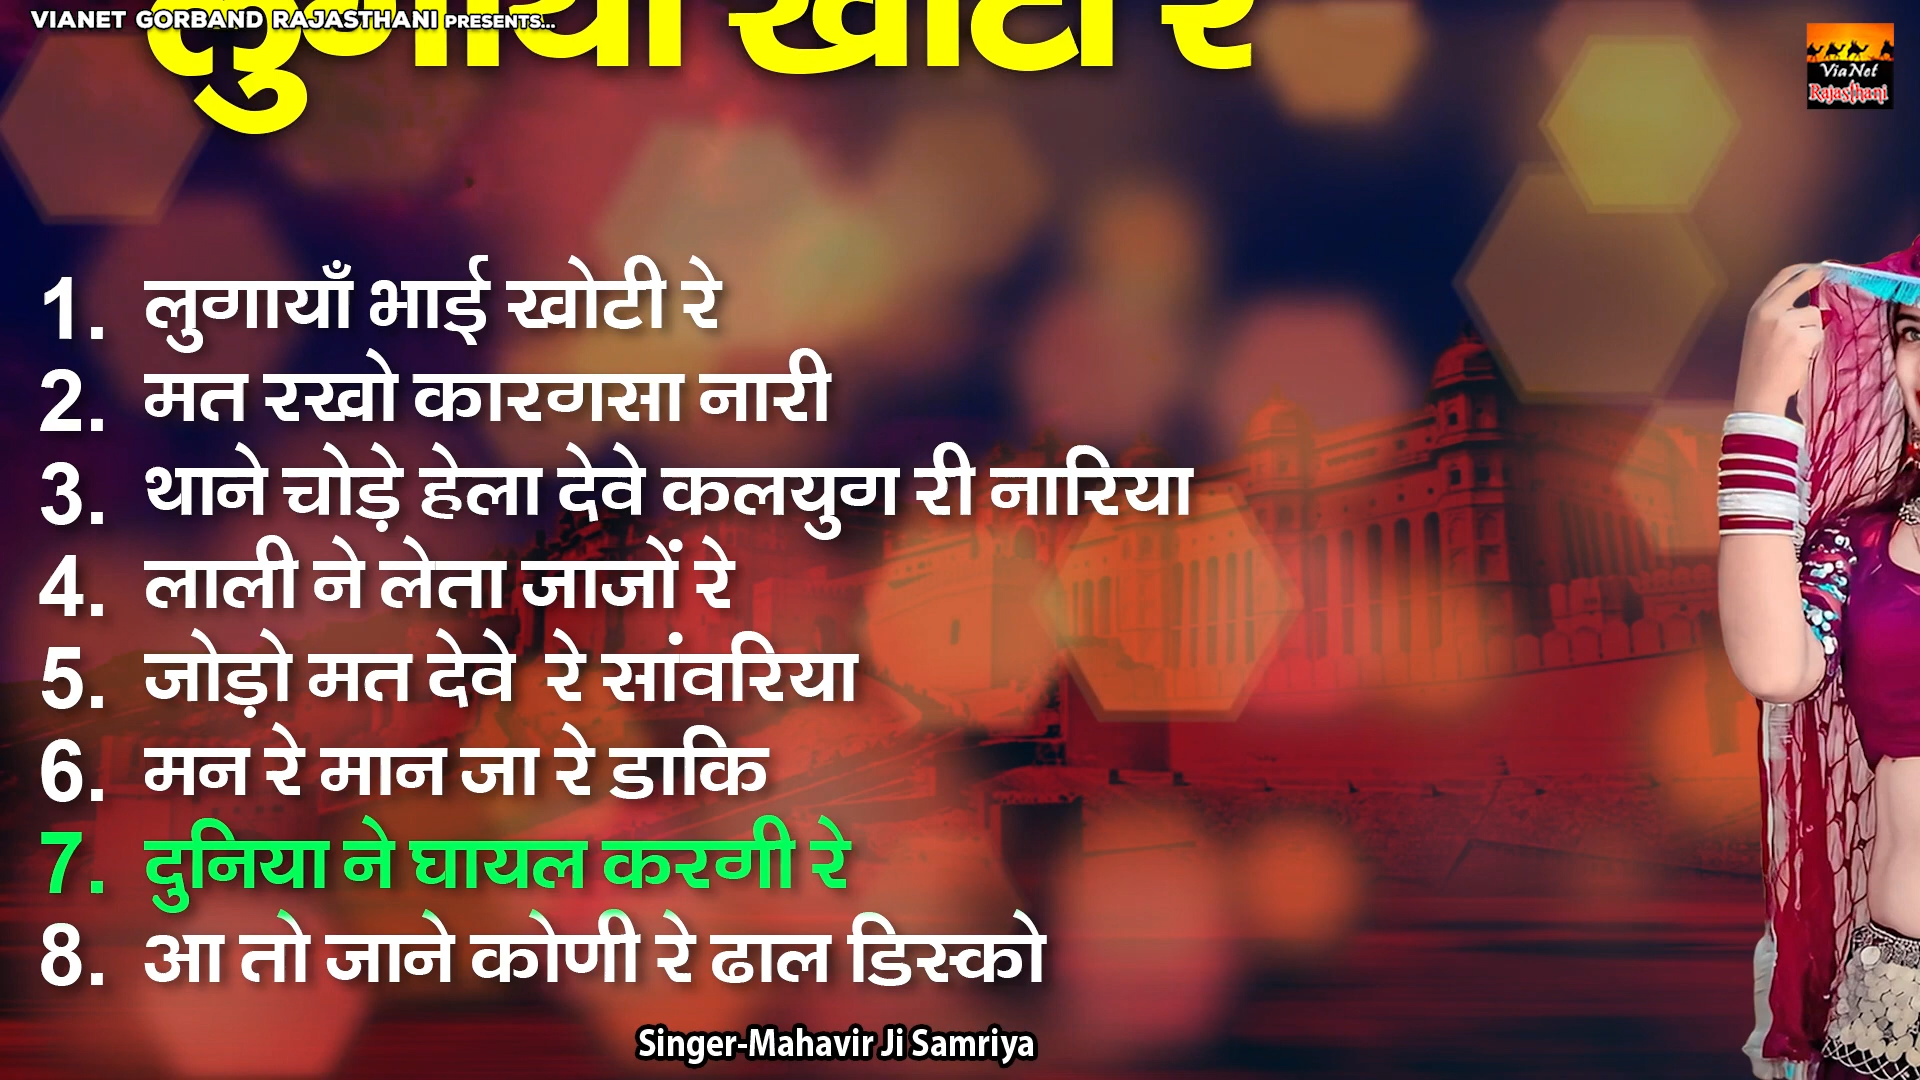 VIANET GORBAND RAJASTHANI PRESENTS...
लुगाया खोटी रे
ViaNet
Rajasthani
1. लुगायाँ भाई खोटी रे
2. मत रखो कारगसा नारी
3. थाने चोड़े हेला देवे कलयुग री नारिया
4. लाली ने लेता जाजों रे
5. जोड़ो मत देवे रे सांवरिया
6. मन रे मान जा रे डाकि
7. दुनिया ने घायल करगी रे
8. आ तो जाने कोणी रे ढाल डिस्को
Singer-Mahavir Ji Samriya